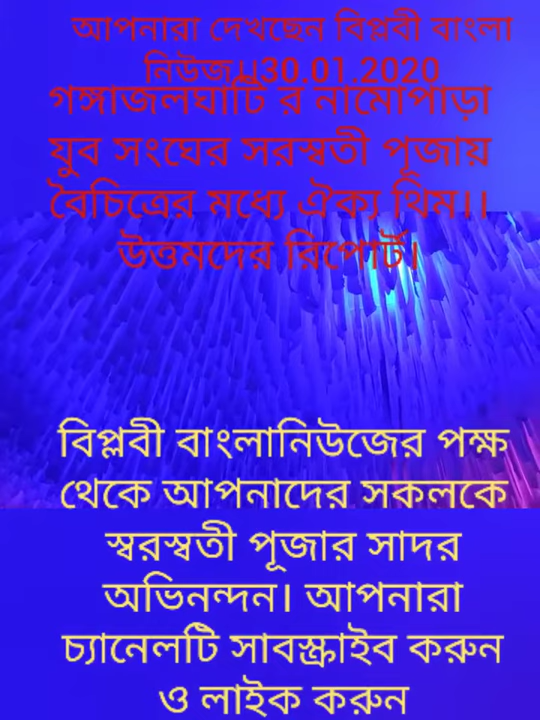 আপনারা দেখছেন বিপ্লবী বাংলা
নিউজ।।30.01.2020
গঙ্গাজলঘাটি র নামোপাড়া
যুব সংঘের সরস্বতী পূজায়
বৈচিত্রের মধ্যে ঐক্য থিম।।
উত্তমদের রিপোর্ট।
বিপ্লবী বাংলানিউজের পক্ষ
থেকে আপনাদের সকলকে
স্বরস্বতী পূজার সাদর
অভিনন্দন। আপনারা
চ্যানেলটি সাবস্ক্রাইব করুন
ও লাইক করুন